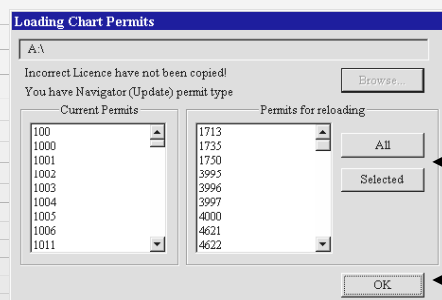 Loading Chart Permits
A:\
Incorrect Licence have not been copied!
Browse...
You have Navigator (Update) permit type
Current Permits
Permits for reloading
100
1000
1001
1002
1003
1004
1005
1006
1011
1713
1735
1750
3995
3996
3997
4000
4621
4622
All
Selected
OK